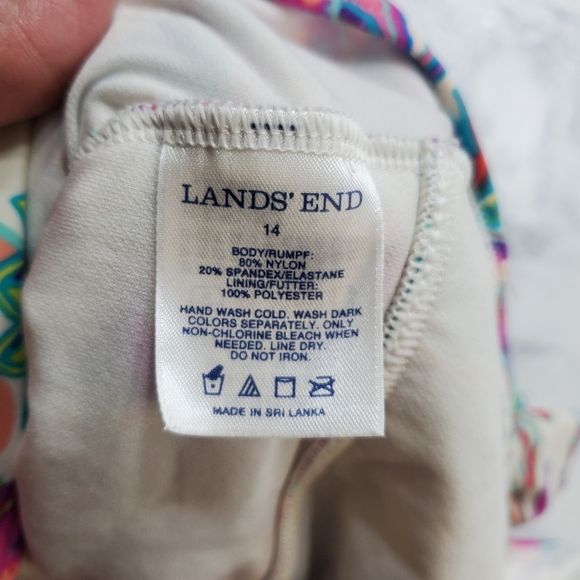 LANDS' END
14
BODY/RUMPF:
80% NYLON
20% SPANDEX/ELASTANE
LINING/FUTTER:
100% POLYESTER
HAND WASH COLD. WASH DARK
COLORS SEPARATELY. ONLY
NON-CHLORINE BLEACH WHEN
NEEDED. LINE DRY.
DO NOT IRON.
MADE IN SRI LANKA